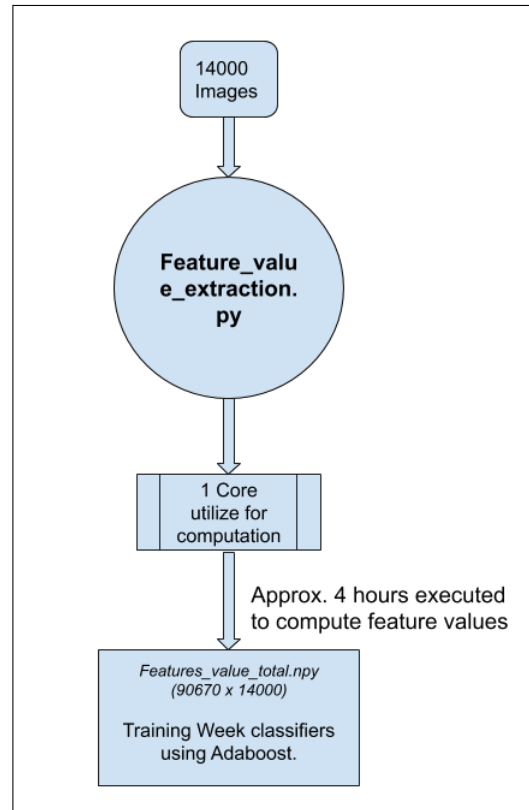 14000
Images
Feature_valu
e_extraction.
py
1 Core
utilize for
computation
Approx. 4 hours executed
to compute feature values
Features_value_total.npy
(90670 x 14000)
Training Week classifiers
using Adaboost.